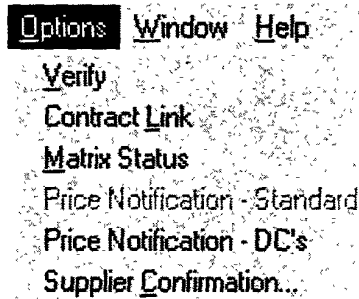 Options Window Help
Verify
Contract Link
Matrix Status
Price Notification - Standard
Price Notification - DC's
Supplier Confirmation...